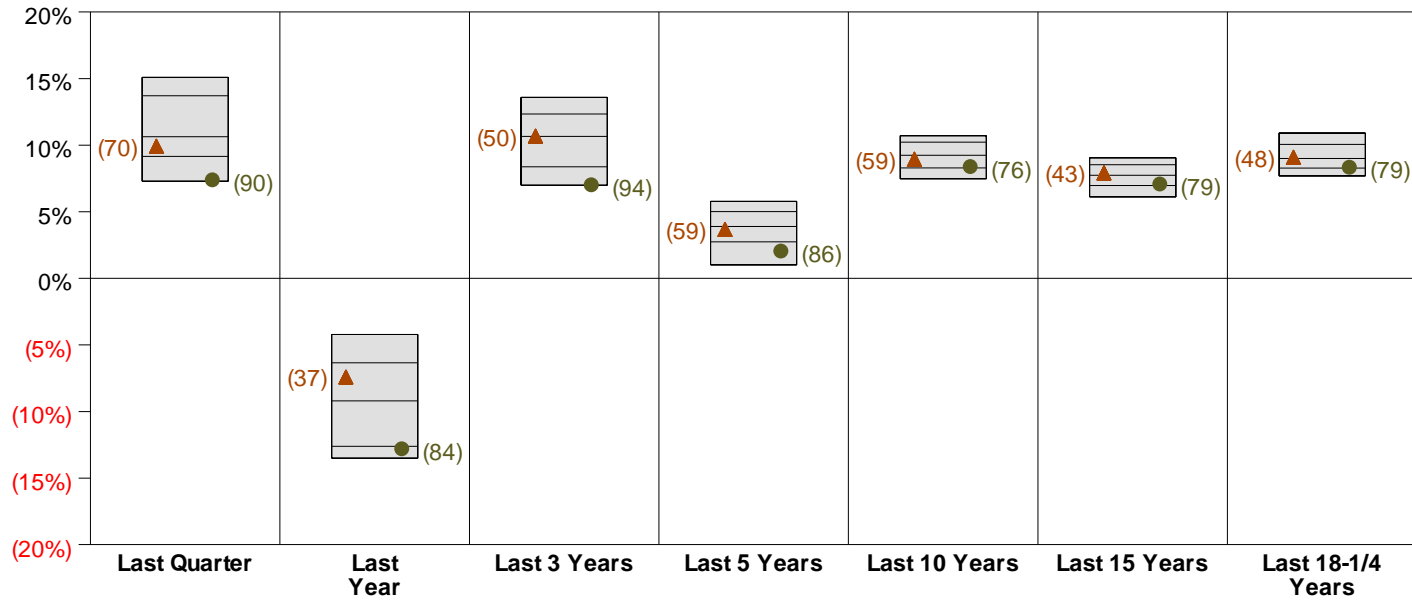 20%
15%
10%
5%
0%
(5%)
(10%)
(15%)
(20%)
(70)
(90)
(37)
(84)
(50)
(94)
(59)
(86)
(59)
(76)
(43)
(79)
(48)
(79)
Last Quarter
Last
Year
Last 3 Years
Last 5 Years
Last 10 Years
Last 15 Years
Last 18-1/4
Years